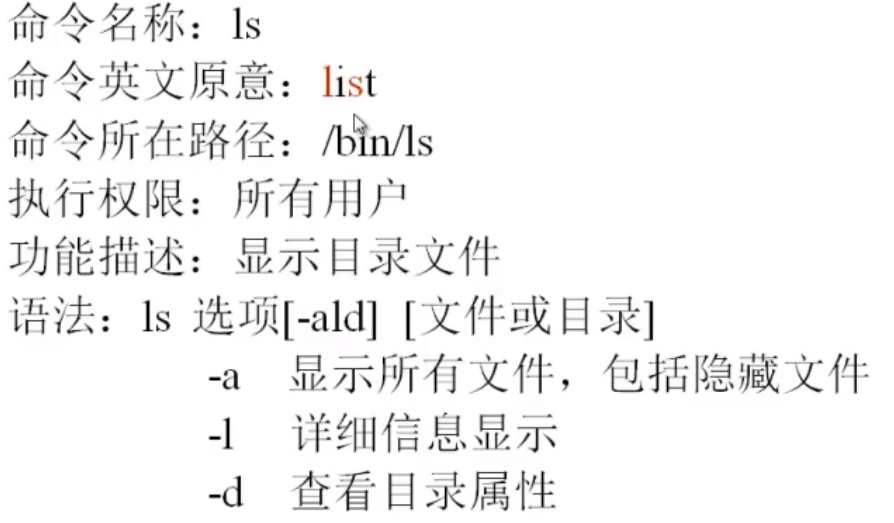 命令名称：ls
命令英文原意：list
命令所在路径：/bin/ls
执行权限：所有用户
功能描述：显示目录文件
语法：ls 选项[-ald] [文件或目录]
-a 显示所有文件，包括隐藏文件
-l 详细信息显示
-d 查看目录属性